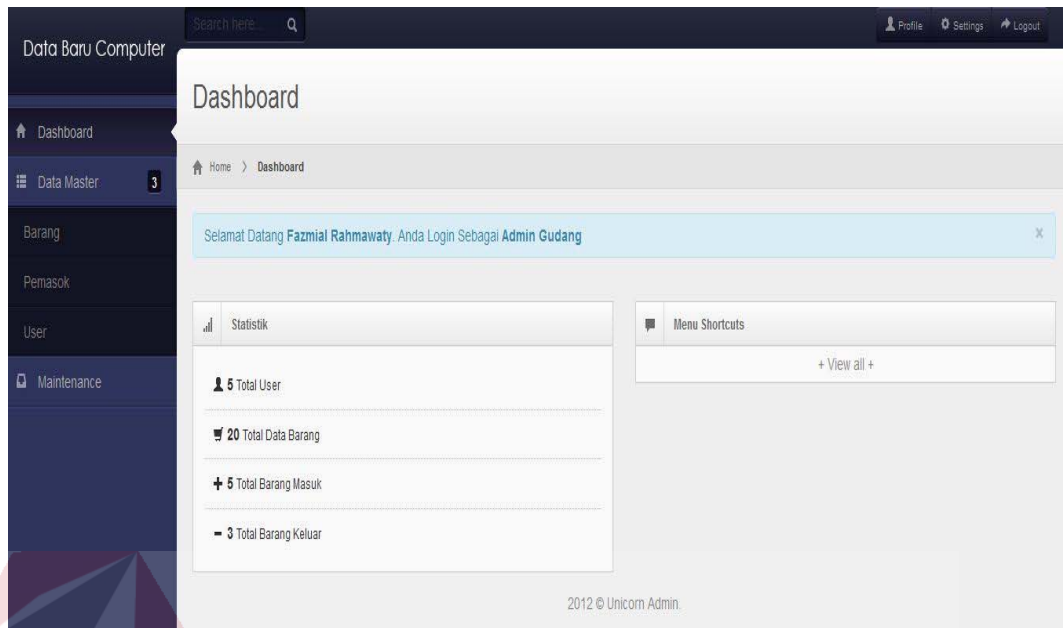 Data Baru Computer
Search here...
Profile
Settings
Logout
Dashboard
Data Master
3
Barang
Pemasok
User
Maintenance
Dashboard
Home > Dashboard
Selamat Datang Fazmial Rahmawaty. Anda Login Sebagai Admin Gudang x
Statistik
5 Total User
20 Total Data Barang
+ 5 Total Barang Masuk
- 3 Total Barang Keluar
Menu Shortcuts
+ View all +
2012 © Unicorn Admin.